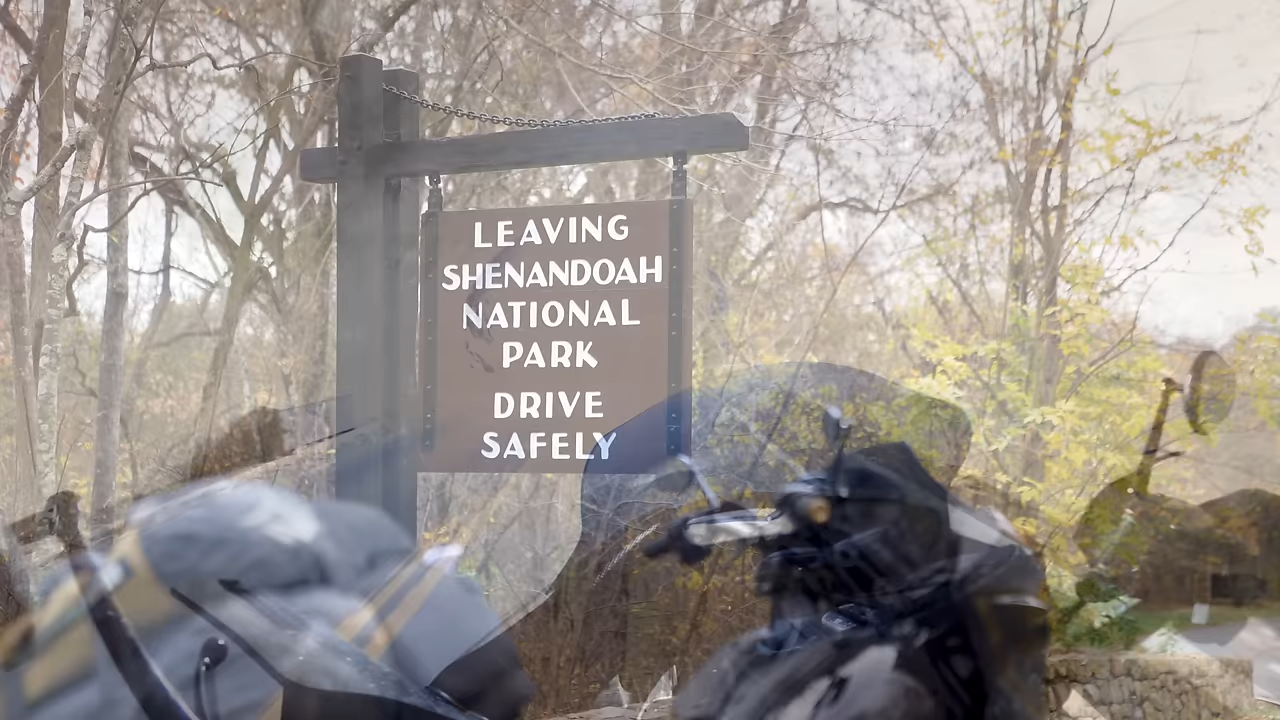 LEAVING
SHENANDOAH
NATIONAL
PARK
DRIVE
SAFELY